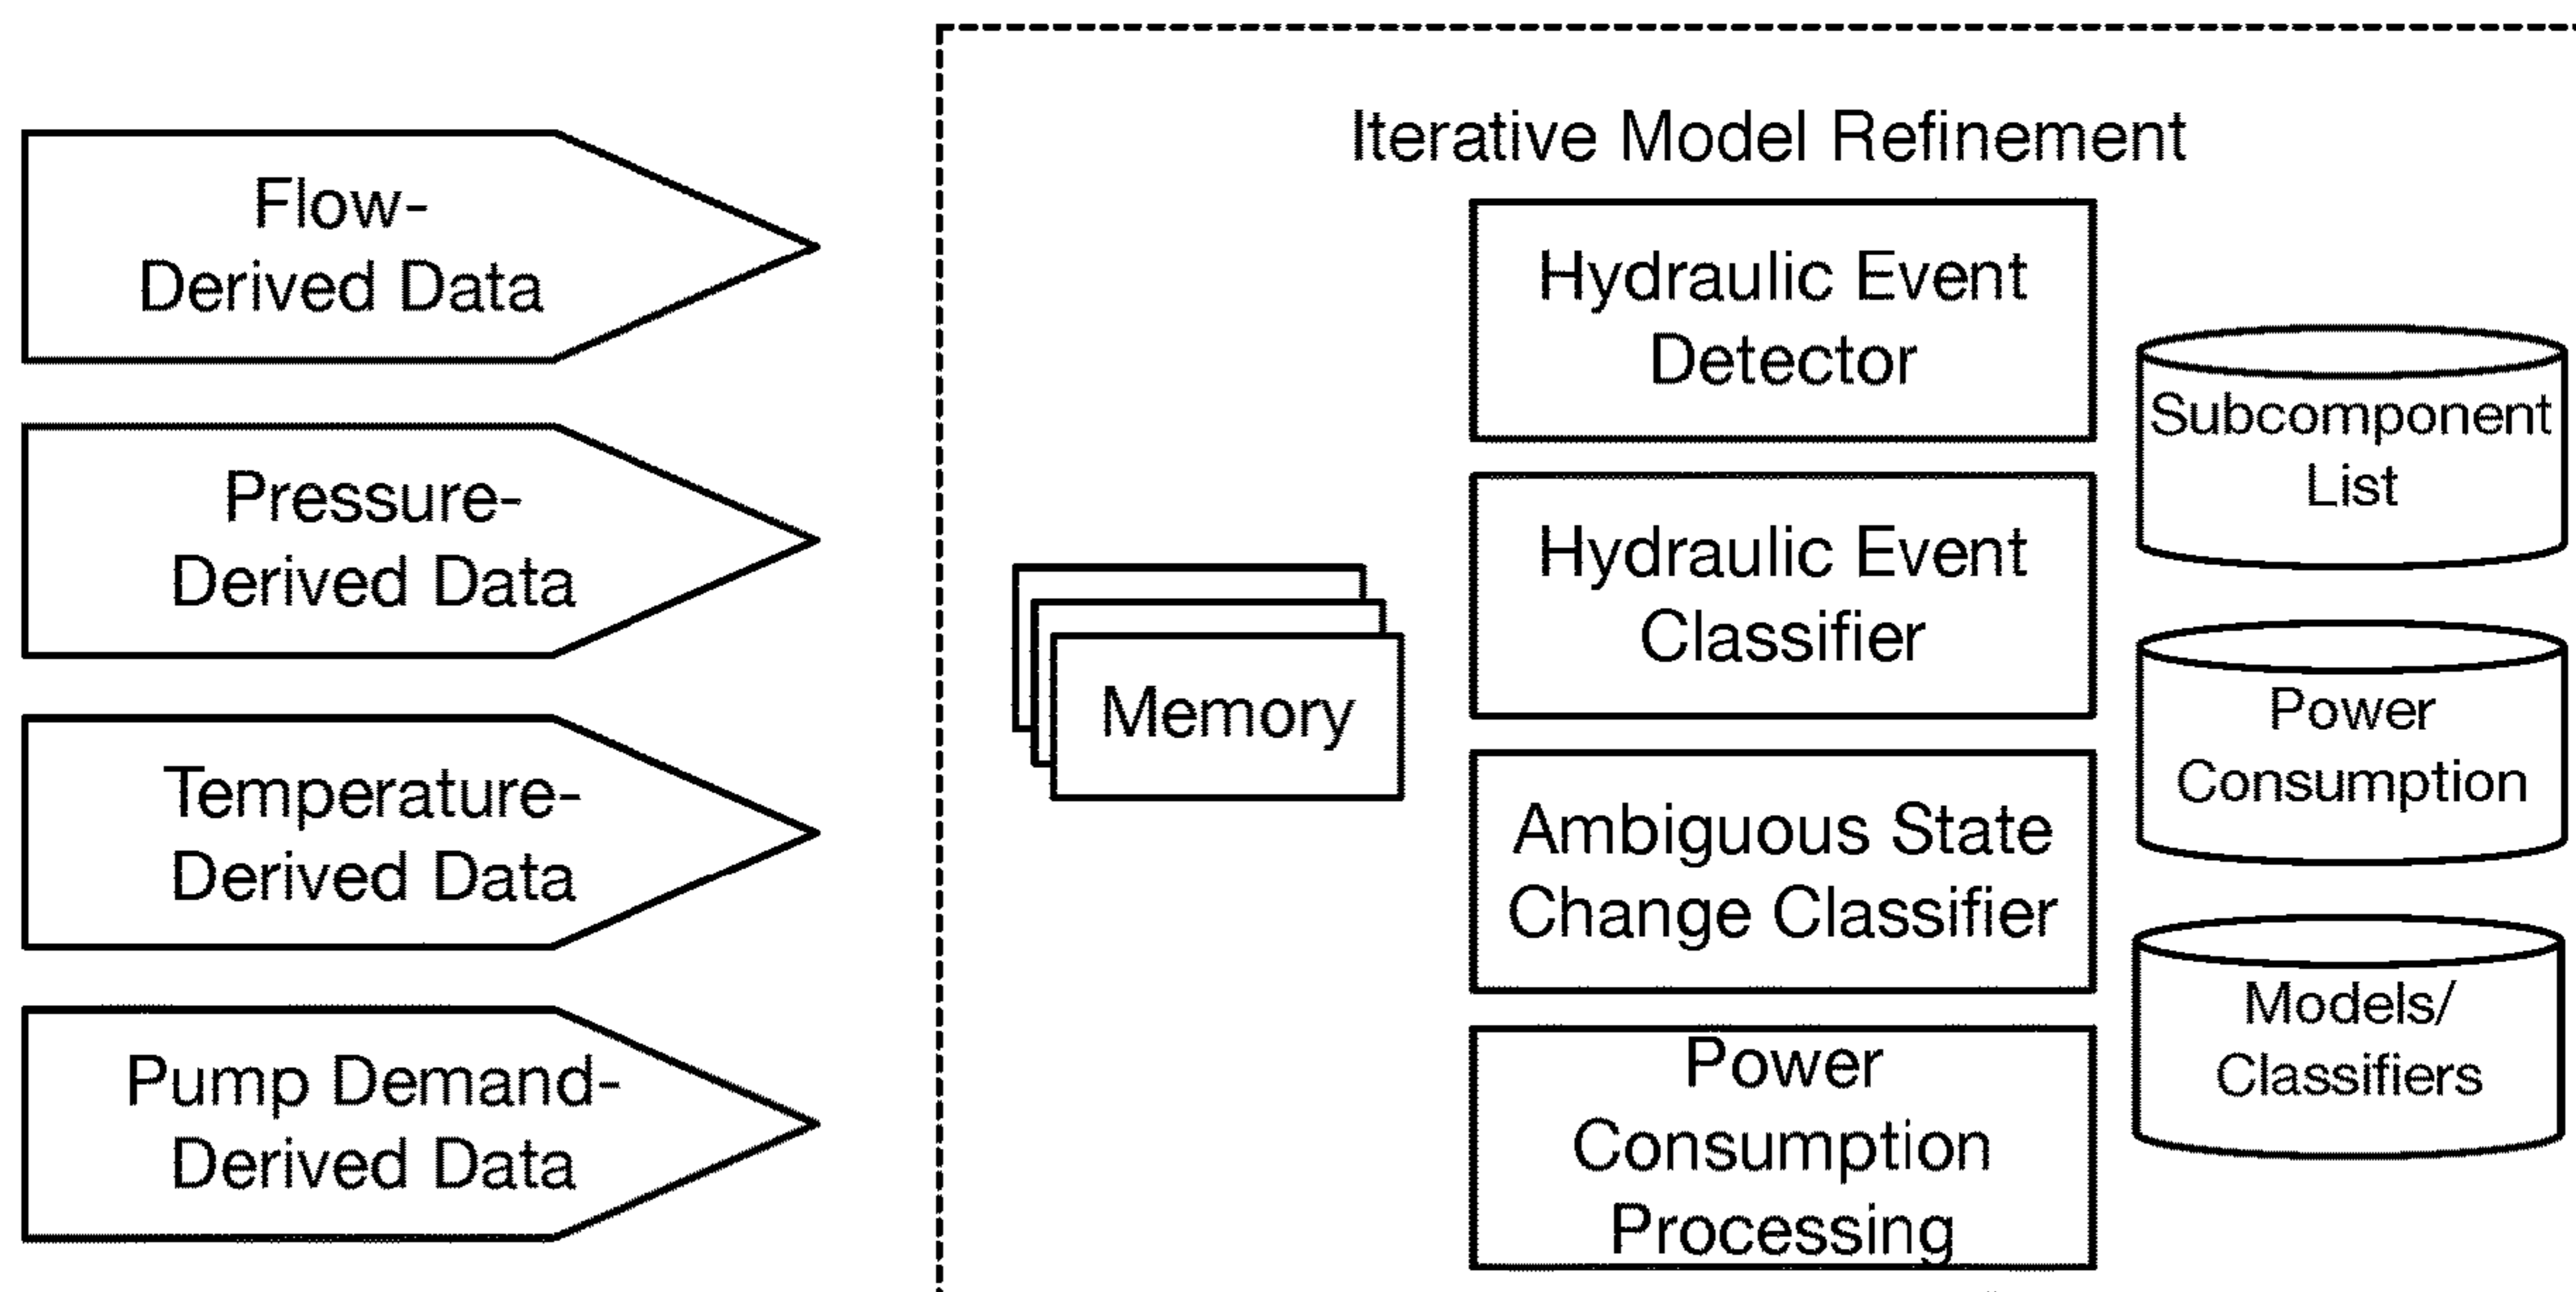 Flow-
Derived Data
Pressure-
Derived Data
Temperature-
Derived Data
Pump Demand-
Derived Data
Iterative Model Refinement
Memory
Hydraulic Event
Detector
Hydraulic Event
Classifier
Ambiguous State
Change Classifier
Power
Consumption
Processing
Subcomponent
List
Power
Consumption
Models/
Classifiers